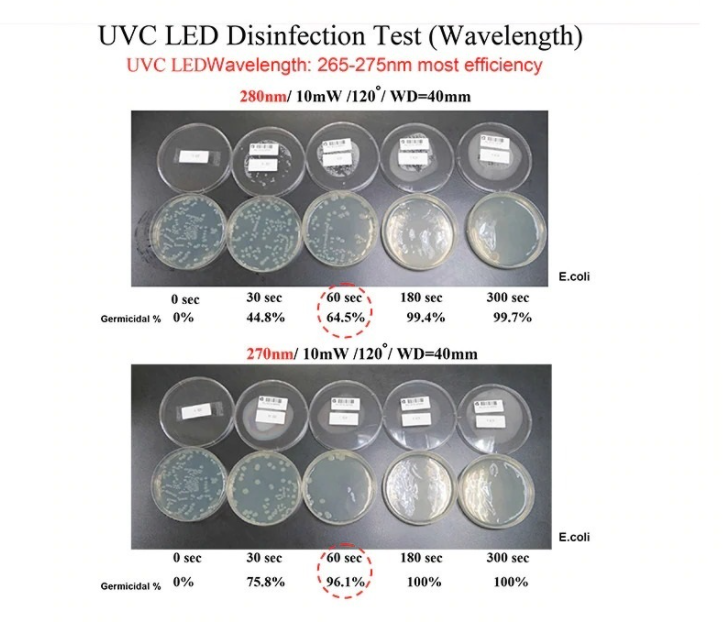 UVC LED Disinfection Test (Wavelength)
UVC LEDWavelength: 265-275nm most efficiency
280nm/ 10mW /120°/ WD=40mm
E.coli
0 sec 30 sec 60 sec 180 sec 300 sec
Germicidal % 0% 44.8% 64.5% 99.4% 99.7%
270nm/ 10mW /120°/ WD=40mm
E.coli
0 sec 30 sec 60 sec 180 sec 300 sec
Germicidal % 0% 75.8% 96.1% 100% 100%